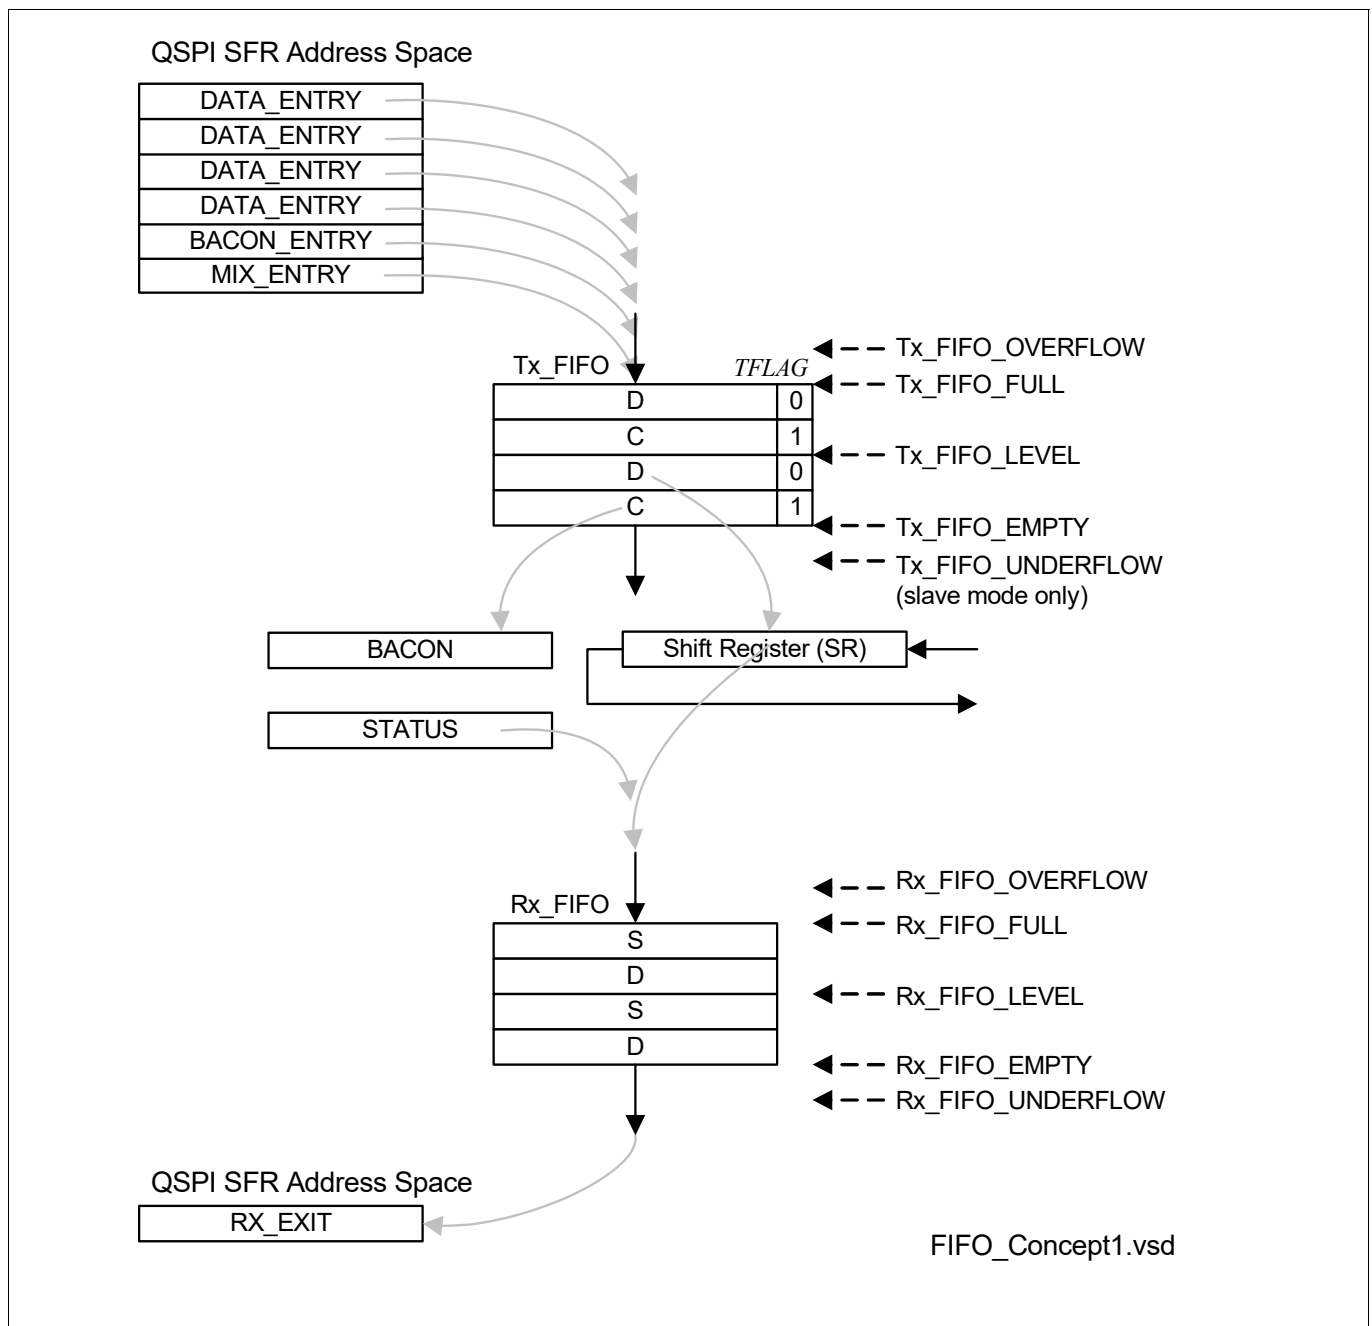 QSPI SFR Address Space
DATA_ENTRY
DATA_ENTRY
DATA_ENTRY
DATA_ENTRY
BACON_ENTRY
MIX_ENTRY
Tx_FIFO
TFLAG
Tx_FIFO_OVERFLOW
Tx_FIFO_FULL
D 0
C 1
Tx_FIFO_LEVEL
D 0
C 1
Tx_FIFO_EMPTY
Tx_FIFO_UNDERFLOW
(slave mode only)
BACON
Shift Register (SR)
STATUS
Rx_FIFO
Rx_FIFO_OVERFLOW
Rx_FIFO_FULL
S
D
Rx_FIFO_LEVEL
S
D
Rx_FIFO_EMPTY
Rx_FIFO_UNDERFLOW
QSPI SFR Address Space
RX_EXIT
FIFO_Concept1.vsd